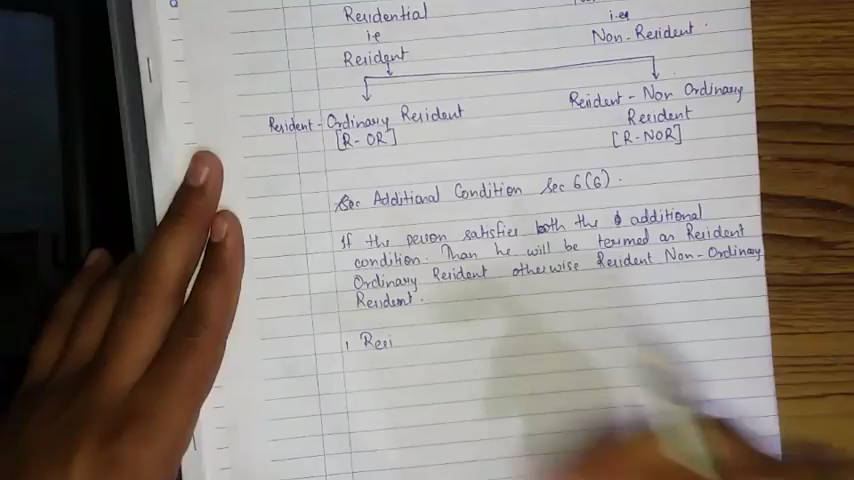 Residential
i.e
i.e
Resident
Non-Resident
Resident - Ordinary Resident
[R-OR]
Reident - Non Ordinary
Resident
[R-NOR]
Additional Condition Sec 6(6).
If the person satisfies both the additional
condition. Than he will be termed as Resident
Ordinary Resident otherwise Resident Non-Ordinary
Resident.
1 Resi